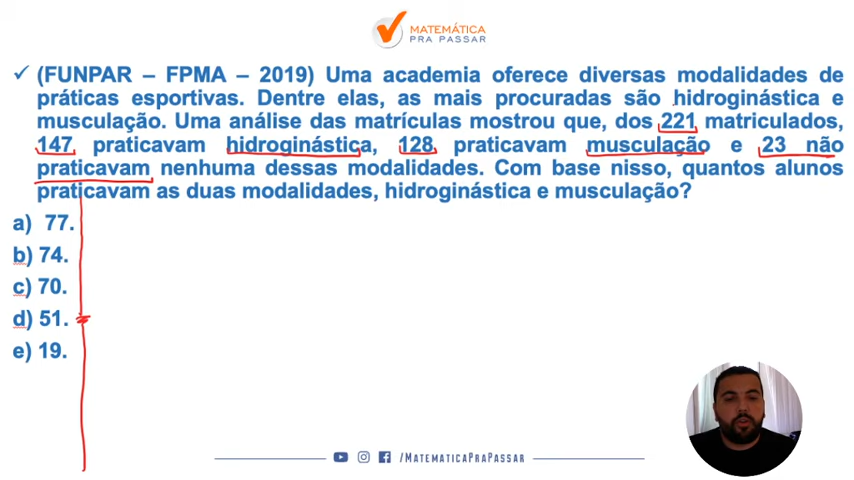 MATEMÁTICA
PRA PASSAR
✓ (FUNPAR – FPMA – 2019) Uma academia oferece diversas modalidades de
práticas esportivas. Dentre elas, as mais procuradas são hidroginástica e
musculação. Uma análise das matrículas mostrou que, dos 221 matriculados,
147 praticavam hidroginástica, 128 praticavam musculação e 23 não
praticavam nenhuma dessas modalidades. Com base nisso, quantos alunos
praticavam as duas modalidades, hidroginástica e musculação?
a) 77.
b) 74.
c) 70.
d) 51.
e) 19.
/MatematicaPraPassar